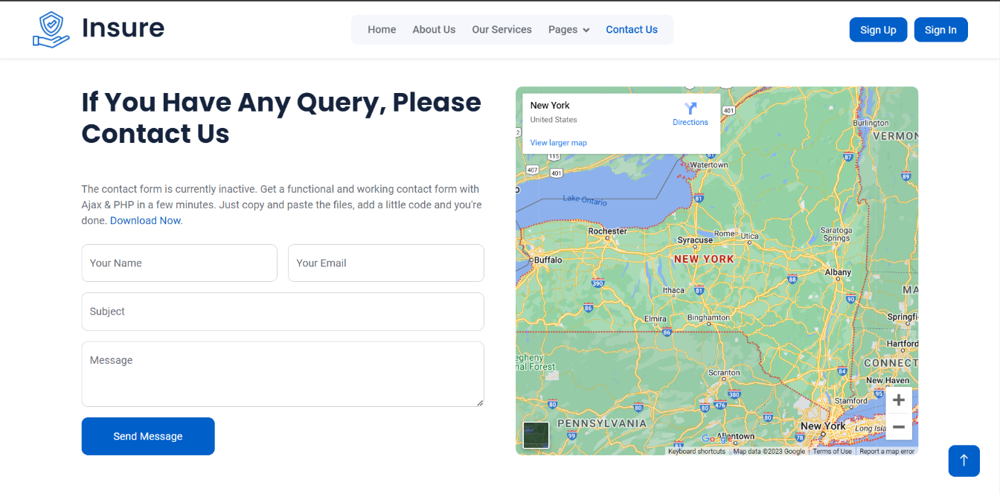 Insure
Home About Us Our Services Pages Contact Us
Sign Up Sign In
If You Have Any Query, Please
Contact Us
The contact form is currently inactive. Get a functional and working contact form with
Ajax & PHP in a few minutes. Just copy and paste the files, add a little code and you're
done. Download Now.
Your Name Your Email
Subject
Message
Send Message
New York
United States
Directions
View larger map
401
Burlington
VERMON
2
115
81
87
407
401
Watertown
89
Lake Ontario
81
Rochester
Saratoga
Springs
Syracuse
Rome
Utica
Buffalo
NEW YORK
Albany
390
88
Ithaca
81
MA
90
86
Elmira
Binghamton
Springfi
86
Hartford
egheny
nal Forest
CONNECT
Scranton
84
New Haven
380
95
80
80
80
476
Stamford
80
PENNSYLVANIA
New York
Long Isla
99
78
81
Google
Allentown
Keyboard shortcuts
Map data ©2023 Google
Terms of Use
Report a map error